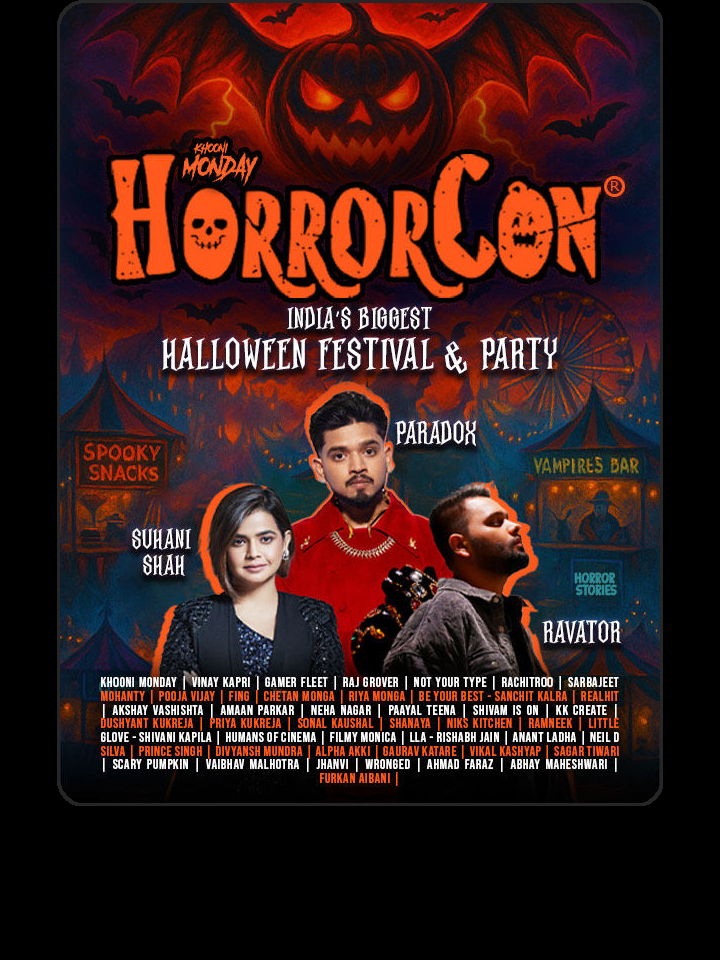 KHOONI
MONDAY
HORRORCON®
INDIA'S BIGGEST
HALLOWEEN FESTIVAL & PARTY
PARADOX
SPOOKY
SNACKS
VAMPIRES BAR
SUHANI
SHAH
HORROR
STORIES
RAVATOR
KHOONI MONDAY | VINAY KAPRI | GAMER FLEET | RAJ GROVER | NOT YOUR TYPE | RACHITROO | SARBAJEET
MOHANTY | POOJA VIJAY | FING | CHETAN MONGA | RIYA MONGA | BE YOUR BEST - SANCHIT KALRA | REALHIT
| AKSHAY VASHISHTA | AMAAN PARKAR | NEHA NAGAR | PAAYAL TEENA | SHIVAM IS ON | KK CREATE |
DUSHYANT KUKREJA | PRIYA KUKREJA | SONAL KAUSHAL | SHANAYA | NIKS KITCHEN | RAMNEEK | LITTLE
GLOVE - SHIVANI KAPILA | HUMANS OF CINEMA | FILMY MONICA | LLA - RISHABH JAIN | ANANT LADHA | NEIL D
SILVA | PRINCE SINGH | DIVYANSH MUNDRA | ALPHA AKKI | GAURAV KATARE | VIKAL KASHYAP | SAGAR TIWARI
| SCARY PUMPKIN | VAIBHAV MALHOTRA | JHANVI | WRONGED | AHMAD FARAZ | ABHAY MAHESHWARI |
FURKAN AIBANI |